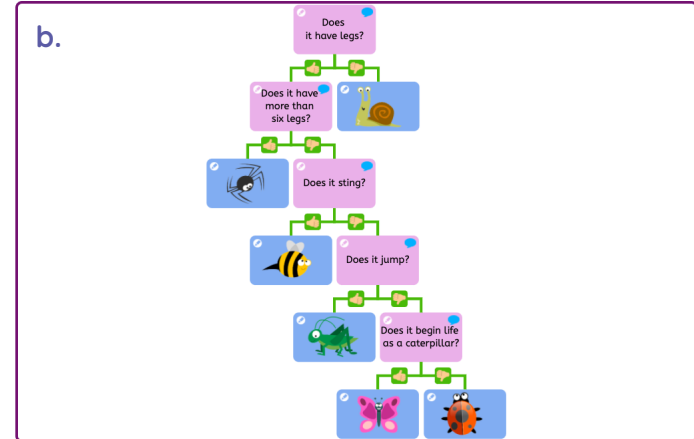 b.
Does
it have legs?
Does it have
more than
six legs?
Does it sting?
Does it jump?
Does it begin life
as a caterpillar?